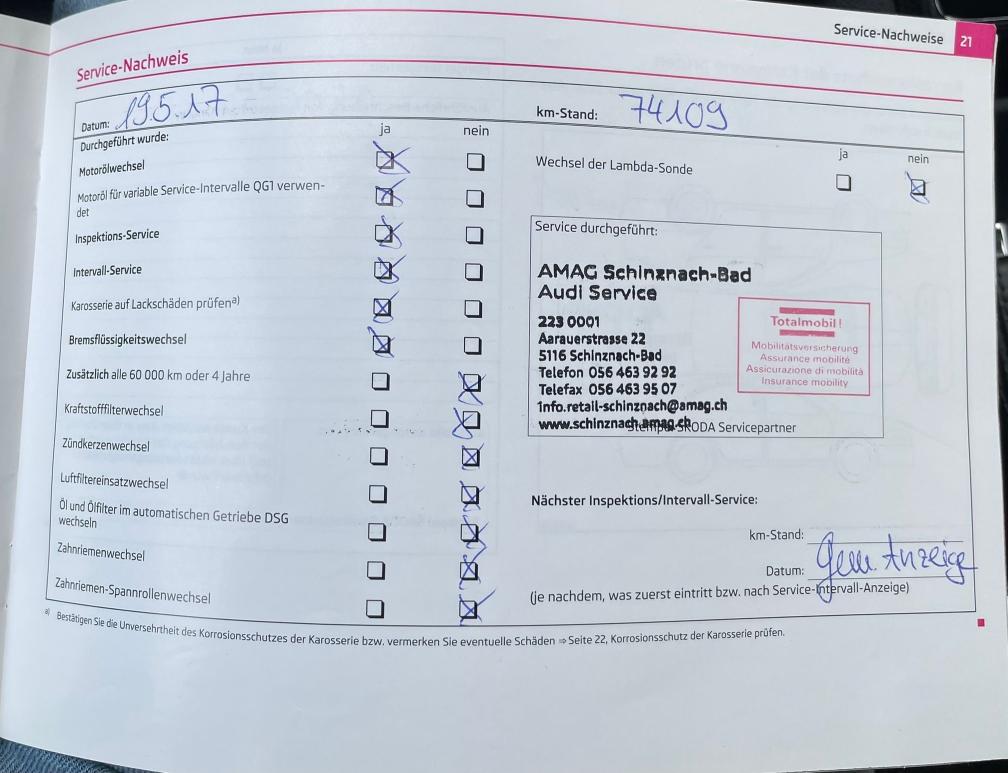 Service-Nachweise 21
Service-Nachweis
Datum: 19.5.17
km-Stand: 74109
Durchgeführt wurde:
ja nein
Motorölwechsel
Motoröl für variable Service-Intervalle QG1 verwen-
det
Inspektions-Service
Intervall-Service
Karosserie auf Lackschäden prüfen a)
Bremsflüssigkeitswechsel
Zusätzlich alle 60 000 km oder 4 Jahre
Kraftstofffilterwechsel
Zündkerzenwechsel
Luftfiltereinsatzwechsel
Öl und Ölfilter im automatischen Getriebe DSG
wechseln
Zahnriemenwechsel
Zahnriemen-Spannrollenwechsel
ja nein
Wechsel der Lambda-Sonde
Service durchgeführt:
AMAG Schinznach-Bad
Audi Service
223 0001
Aarauerstrasse 22
5116 Schinznach-Bad
Telefon 056 463 92 92
Telefax 056 463 95 07
info.retail-schinznach@amag.ch
www.schinznach.amag.ch
Stempel ŠKODA Servicepartner
Totalmobil!
Mobilitätsversicherung
Assurance mobilité
Assicurazione di mobilità
Insurance mobility
Nächster Inspektions/Intervall-Service:
km-Stand:
Datum:
Gem. Anzeige
(je nachdem, was zuerst eintritt bzw. nach Service-Intervall-Anzeige)
a) Bestätigen Sie die Unversehrtheit des Korrosionsschutzes der Karosserie bzw. vermerken Sie eventuelle Schäden ⇒ Seite 22, Korrosionsschutz der Karosserie prüfen.